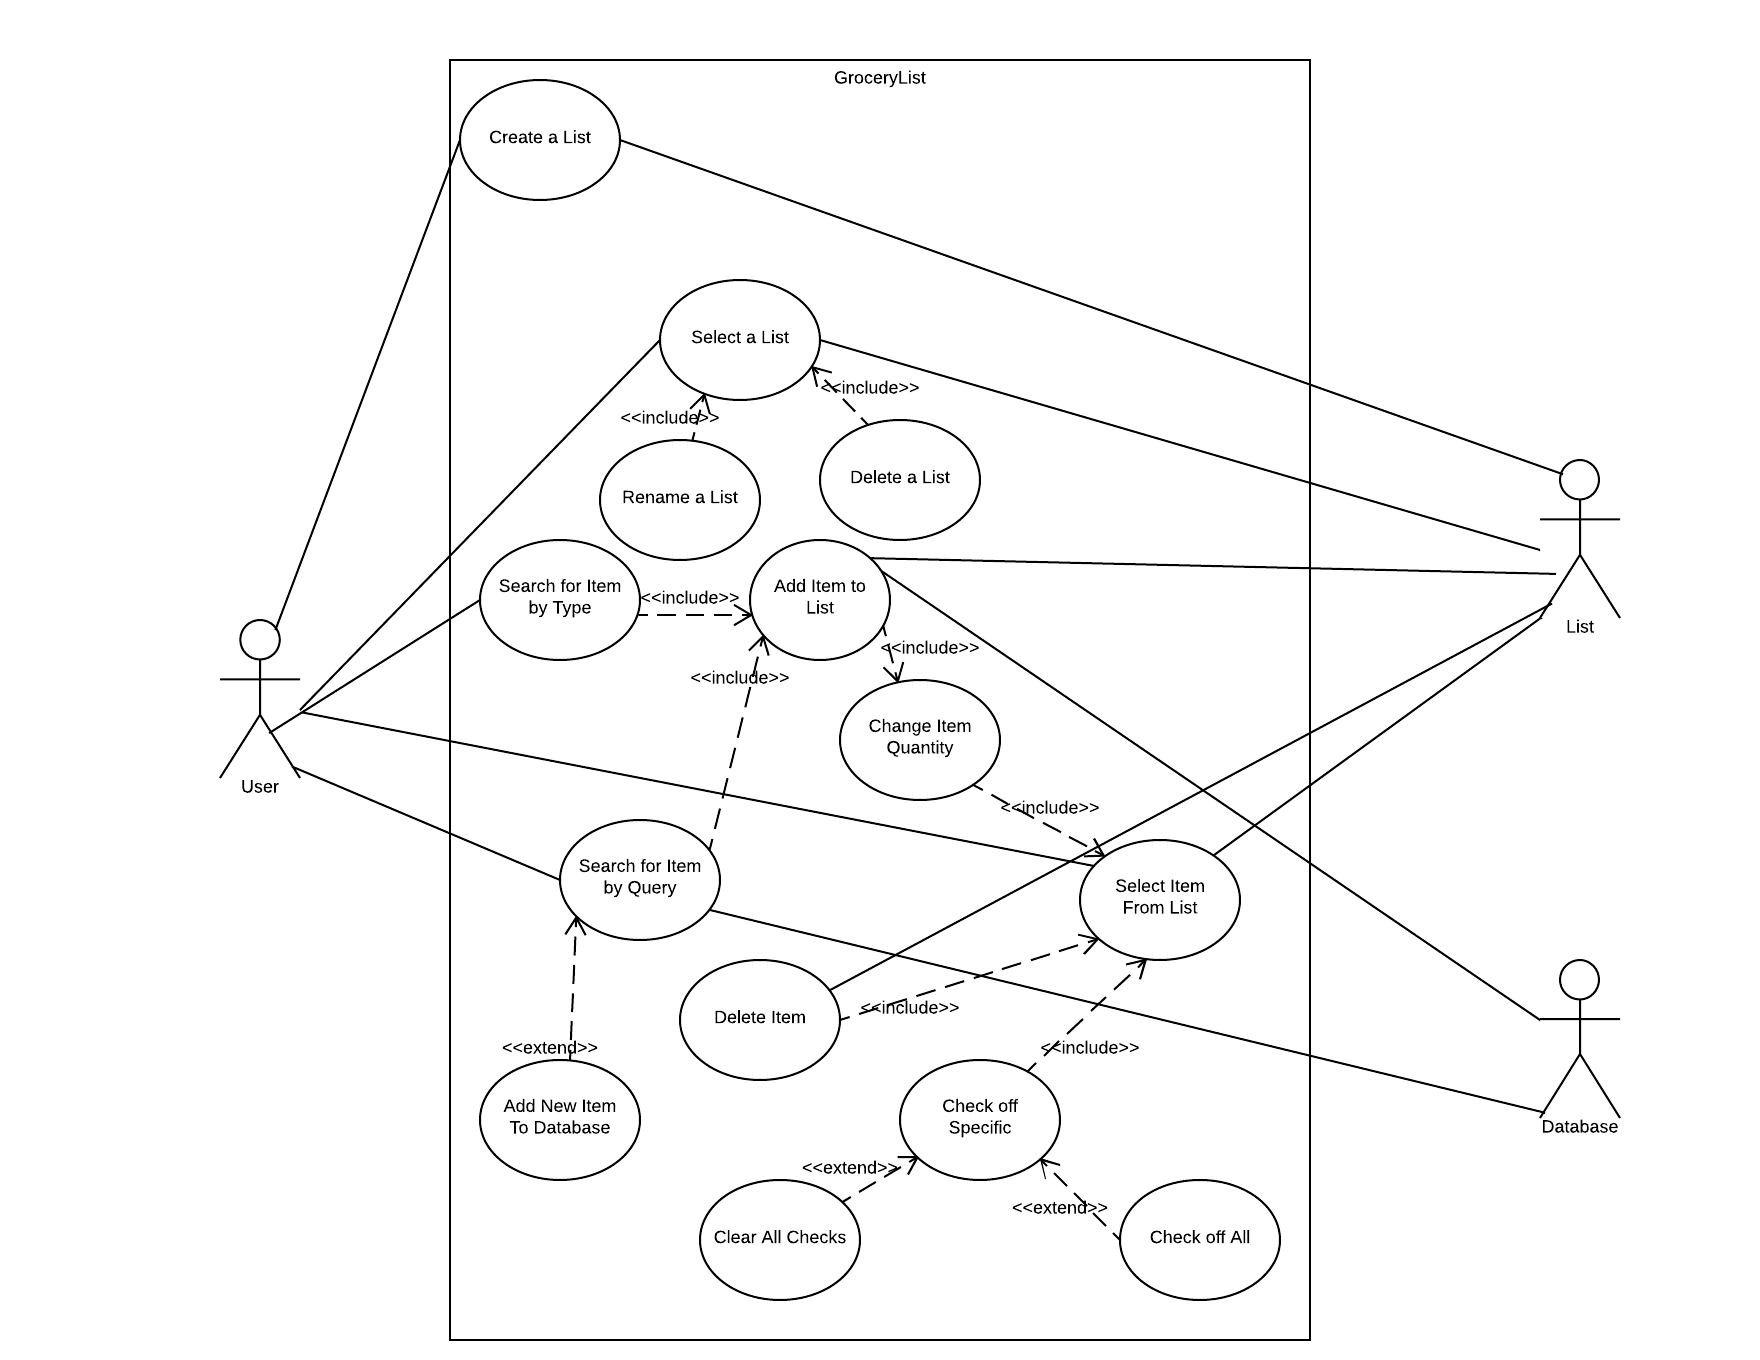 GroceryList
Create a List
Select a List
<<include>>
<<include>>
Rename a List
Delete a List
Search for Item
by Type
<<include>>
Add Item to
List
List
<<include>>
<<include>>
Change Item
Quantity
User
<<include>>
Search for Item
by Query
Select Item
From List
Delete Item
<<include>>
<<extend>>
<<include>>
Add New Item
To Database
Check off
Specific
Database
<<extend>>
<<extend>>
Clear All Checks
Check off All